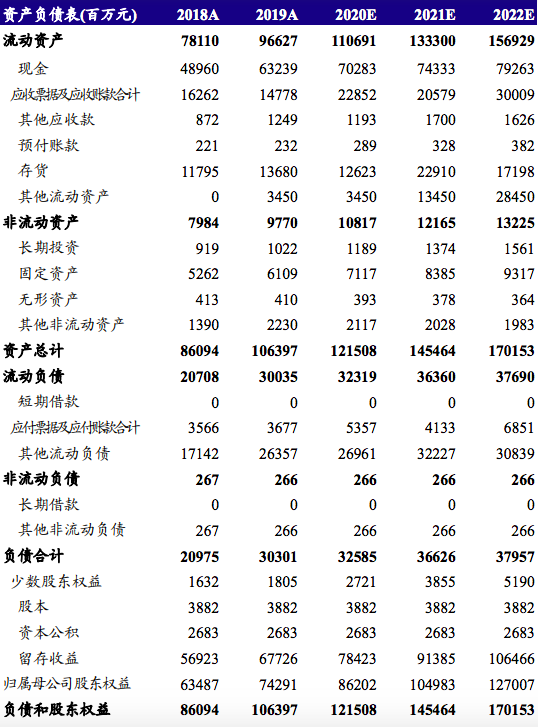 资产负债表(百万元) 2018A 2019A 2020E 2021E 2022E
流动资产 78110 96627 110691 133300 156929
现金 48960 63239 70283 74333 79263
应收票据及应收账款合计 16262 14778 22852 20579 30009
其他应收款 872 1249 1193 1700 1626
预付账款 221 232 289 328 382
存货 11795 13680 12623 22910 17198
其他流动资产 0 3450 3450 13450 28450
非流动资产 7984 9770 10817 12165 13225
长期投资 919 1022 1189 1374 1561
固定资产 5262 6109 7117 8385 9317
无形资产 413 410 393 378 364
其他非流动资产 1390 2230 2117 2028 1983
资产总计 86094 106397 121508 145464 170153
流动负债 20708 30035 32319 36360 37690
短期借款 0 0 0 0 0
应付票据及应付账款合计 3566 3677 5357 4133 6851
其他流动负债 17142 26357 26961 32227 30839
非流动负债 267 266 266 266 266
长期借款 0 0 0 0 0
其他非流动负债 267 266 266 266 266
负债合计 20975 30301 32585 36626 37957
少数股东权益 1632 1805 2721 3855 5190
股本 3882 3882 3882 3882 3882
资本公积 2683 2683 2683 2683 2683
留存收益 56923 67726 78423 91385 106466
归属母公司股东权益 63487 74291 86202 104983 127007
负债和股东权益 86094 106397 121508 145464 170153